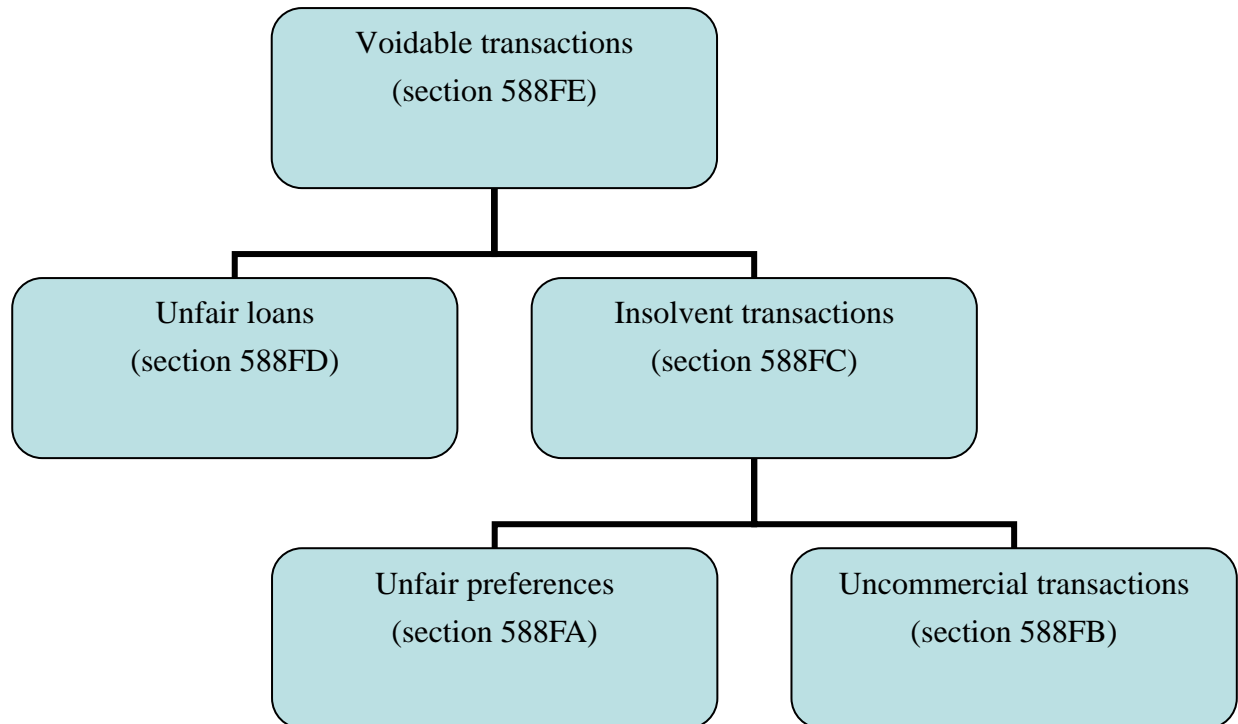 Voidable transactions
(section 588FE)
Unfair loans
(section 588FD)
Insolvent transactions
(section 588FC)
Unfair preferences
(section 588FA)
Uncommercial transactions
(section 588FB)